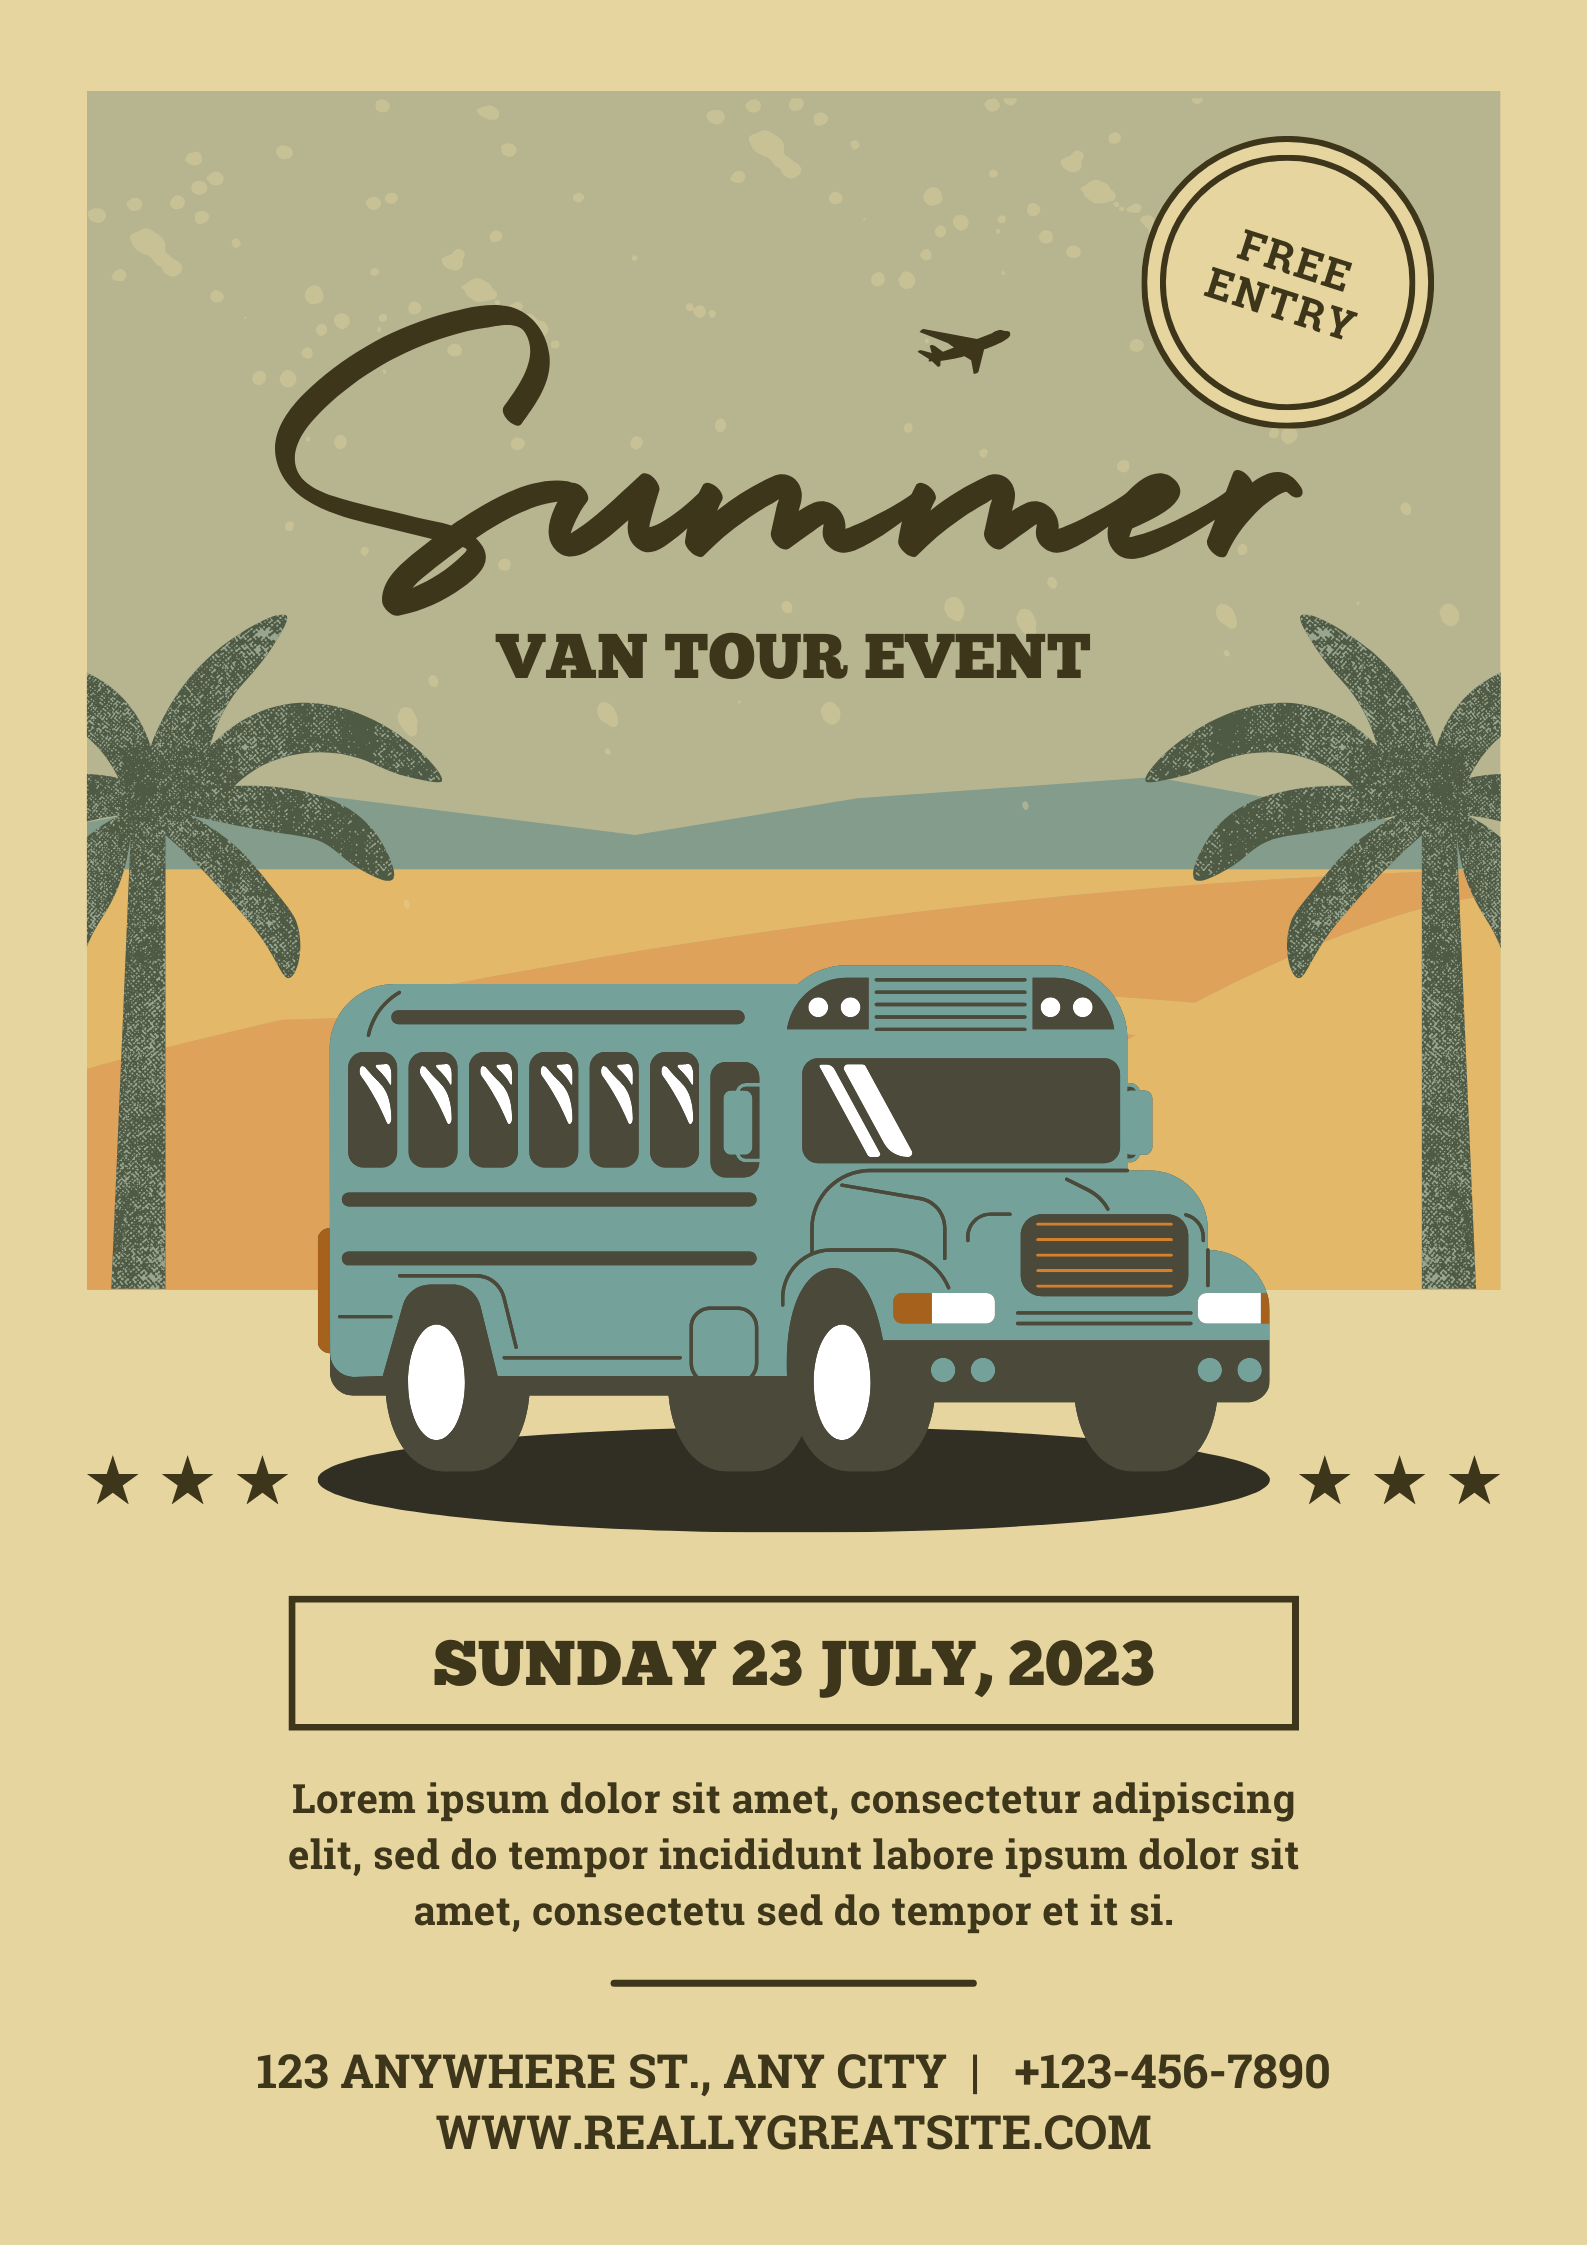 FREE
ENTRY
Summer
VAN TOUR EVENT
SUNDAY 23 JULY, 2023
Lorem ipsum dolor sit amet, consectetur adipiscing
elit, sed do tempor incididunt labore ipsum dolor sit
amet, consectetu sed do tempor et it si.
123 ANYWHERE ST., ANY CITY | +123-456-7890
WWW.REALLYGREATSITE.COM